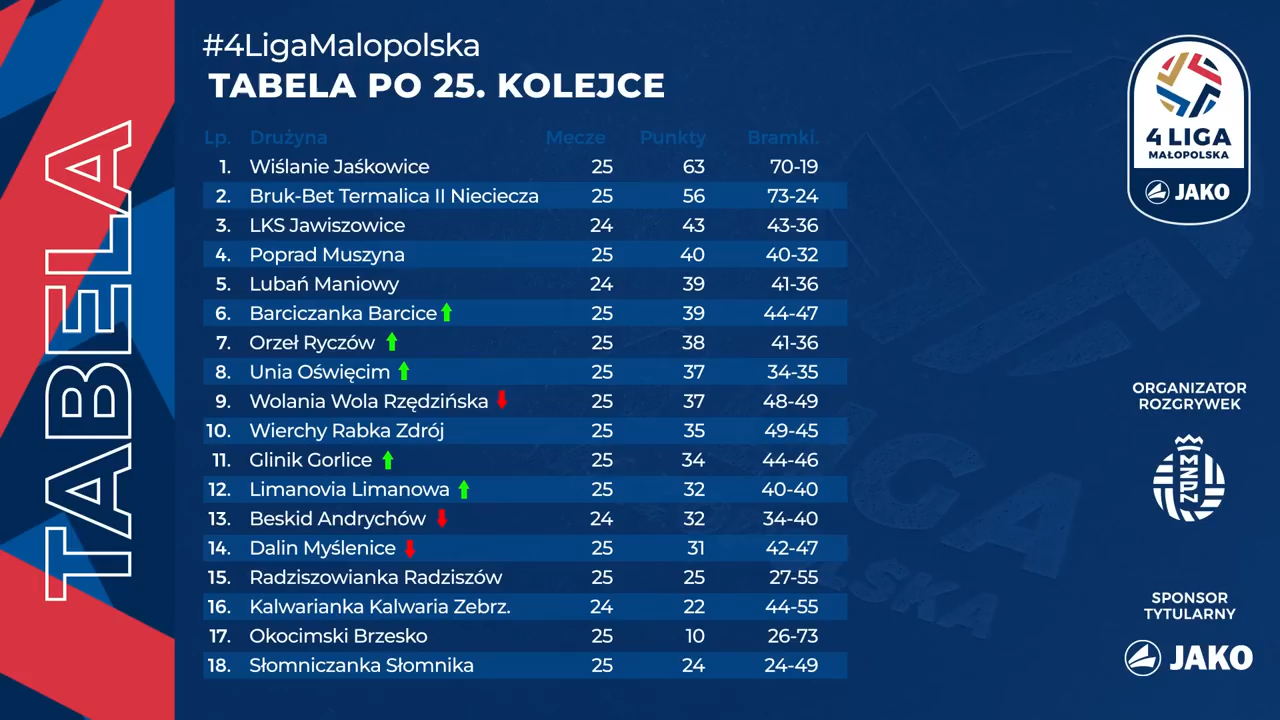 TABELA
#4LigaMalopolska
TABELA PO 25. KOLEJCE
Lp. Drużyna Mecze Punkty Bramki.
1. Wiślanie Jaśkowice 25 63 70-19
2. Bruk-Bet Termalica II Nieciecza 25 56 73-24
3. LKS Jawiszowice 24 43 43-36
4. Poprad Muszyna 25 40 40-32
5. Lubań Maniowy 24 39 41-36
6. Barciczanka Barcice 25 39 44-47
7. Orzeł Ryczów 25 38 41-36
8. Unia Oświęcim 25 37 34-35
9. Wolania Wola Rzędzińska 25 37 48-49
10. Wierchy Rabka Zdrój 25 35 49-45
11. Glinik Gorlice 25 34 44-46
12. Limanovia Limanowa 25 32 40-40
13. Beskid Andrychów 24 32 34-40
14. Dalin Myślenice 25 31 42-47
15. Radziszowianka Radziszów 25 25 27-55
16. Kalwarianka Kalwaria Zebrz. 24 22 44-55
17. Okocimski Brzesko 25 10 26-73
18. Słomniczanka Słomnika 25 24 24-49
4 LIGA
MAŁOPOLSKA
JAKO
ORGANIZATOR
ROZGRYWEK
SPONSOR
TYTULARNY
JAKO